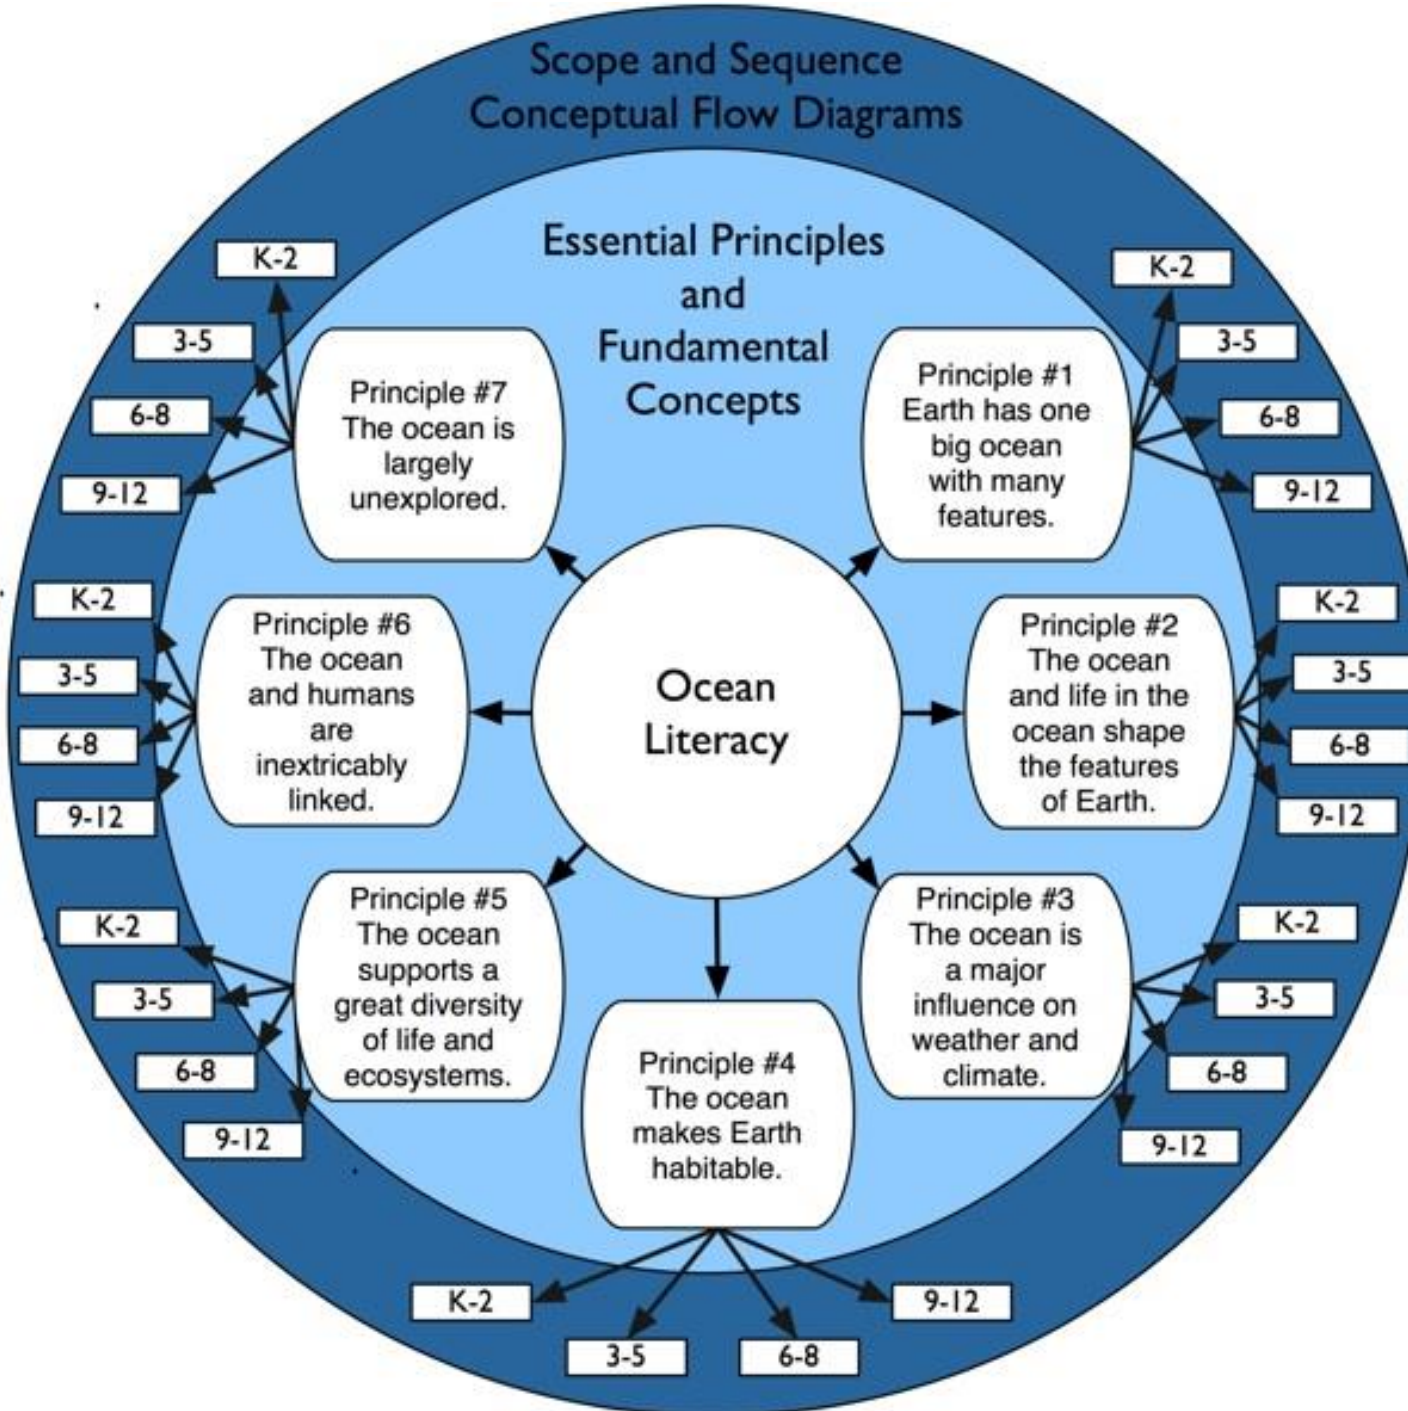 Scope and Sequence
Conceptual Flow Diagrams
Essential Principles
and
Fundamental
Concepts
Ocean
Literacy
Principle #1
Earth has one
big ocean
with many
features.
K-2
3-5
6-8
9-12
Principle #2
The ocean
and life in the
ocean shape
the features
of Earth.
K-2
3-5
6-8
9-12
Principle #3
The ocean is
a major
influence on
weather and
climate.
K-2
3-5
6-8
9-12
Principle #4
The ocean
makes Earth
habitable.
K-2
3-5
6-8
9-12
Principle #5
The ocean
supports a
great diversity
of life and
ecosystems.
K-2
3-5
6-8
9-12
Principle #6
The ocean
and humans
are
inextricably
linked.
K-2
3-5
6-8
9-12
Principle #7
The ocean is
largely
unexplored.
K-2
3-5
6-8
9-12